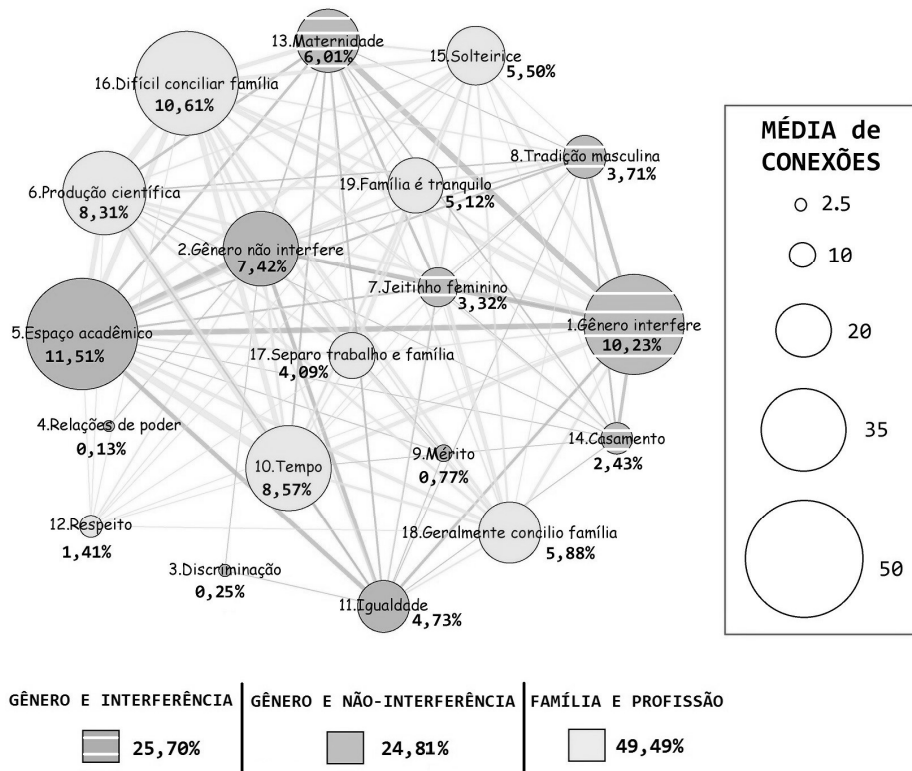 13.Maternidade
6,01%
15.Solteirice
5,50%
16.Difícil conciliar família
10,61%
8.Tradição masculina
3,71%
6.Produção científica
8,31%
19.Família é tranquilo
5,12%
2.Gênero não interfere
7,42%
7.Jeitinho feminino
3,32%
5.Espaço acadêmico
11,51%
1.Gênero interfere
10,23%
17.Separo trabalho e família
4,09%
4.Relações de poder
0,13%
14.Casamento
2,43%
10.Tempo
8,57%
9.Mérito
0,77%
12.Respeito
1,41%
18.Geralmente concilio família
5,88%
3.Discriminação
0,25%
11.Igualdade
4,73%
MÉDIA de
CONEXÕES
2.5
10
20
35
50
GÊNERO E INTERFERÊNCIA
25,70%
GÊNERO E NÃO-INTERFERÊNCIA
24,81%
FAMÍLIA E PROFISSÃO
49,49%